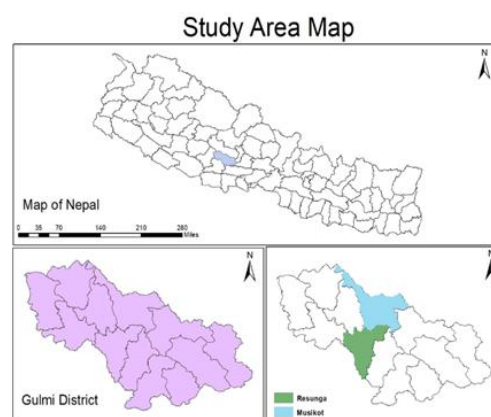 Study Area Map
N
Map of Nepal
0 35 70 140 210 280
Miles
N
Gulmi District
N
Resunga
Musikot